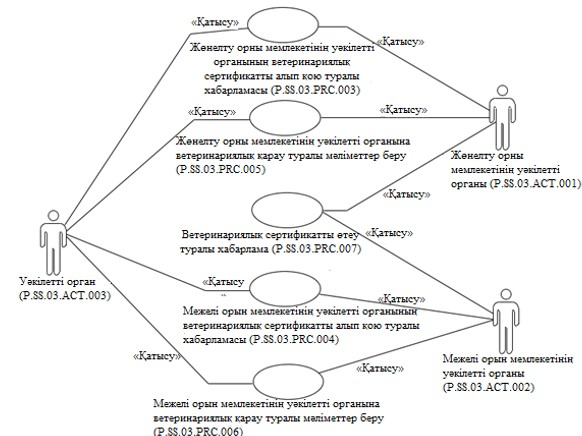 «Қатысу»
«Қатысу»
Жөнелту орны мемлекетінің уәкілетті
органының ветеринариялық
сертификатты алып қою туралы
хабарламасы (P.SS.03.PRC.003)
«Қатысу»
«Қатысу»
Жөнелту орны мемлекетінің уәкілетті органына
ветеринариялық қарау туралы мәліметтер беру
(P.SS.03.PRC.005)
Жөнелту орны
мемлекетінің уәкілетті
органы (P.SS.03.ACT.001)
«Қатысу»
Ветеринариялық сертификатты өтеу
туралы хабарлама (P.SS.03.PRC.007)
«Қатысу»
Уәкілетті орган
(P.SS.03.ACT.003)
«Қатысу
»
«Қатысу»
Межелі орын мемлекетінің уәкілетті органының
ветеринариялық сертификатты алып қою туралы
хабарламасы (P.SS.03.PRC.004)
Межелі орын мемлекетінің
уәкілетті органы
(P.SS.03.ACT.002)
«Қатысу»
«Қатысу»
Межелі орын мемлекетінің уәкілетті органына
ветеринариялық қарау туралы мәліметтер беру
(P.SS.03.PRC.006)